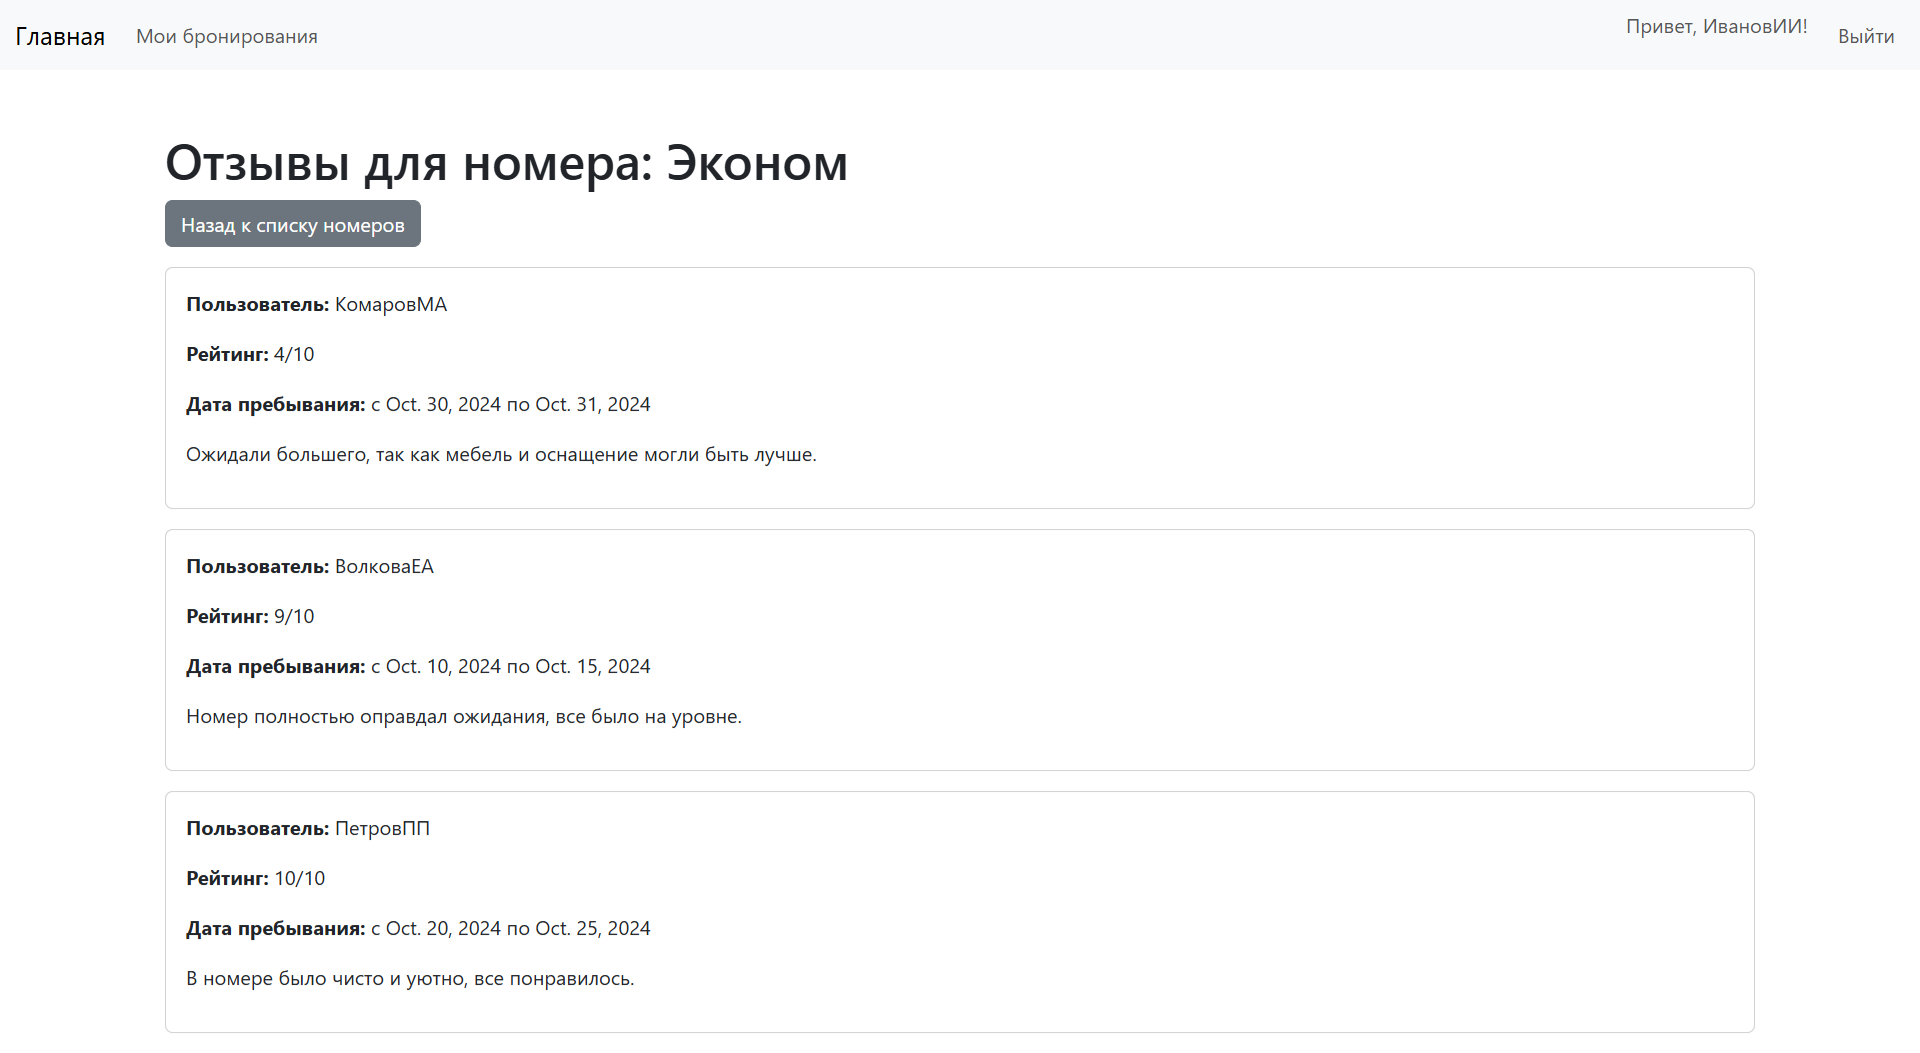 Главная Мои бронирования Привет, ИвановИИ! Выйти
Отзывы для номера: Эконом
Назад к списку номеров
Пользователь: КомаровМА
Рейтинг: 4/10
Дата пребывания: с Oct. 30, 2024 по Oct. 31, 2024
Ожидали большего, так как мебель и оснащение могли быть лучше.
Пользователь: ВолковаЕА
Рейтинг: 9/10
Дата пребывания: с Oct. 10, 2024 по Oct. 15, 2024
Номер полностью оправдал ожидания, все было на уровне.
Пользователь: ПетровПП
Рейтинг: 10/10
Дата пребывания: с Oct. 20, 2024 по Oct. 25, 2024
В номере было чисто и уютно, все понравилось.